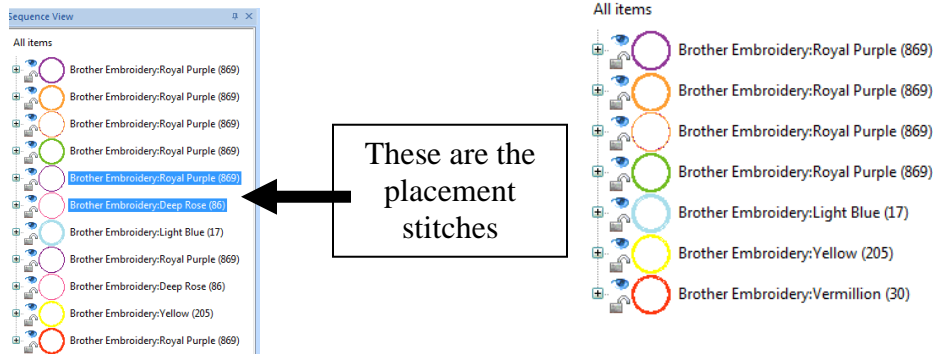 Sequence View
All items
Brother Embroidery:Royal Purple (869)
Brother Embroidery:Royal Purple (869)
Brother Embroidery:Royal Purple (869)
Brother Embroidery:Royal Purple (869)
Brother Embroidery:Royal Purple (869)
Brother Embroidery:Deep Rose (86)
Brother Embroidery:Light Blue (17)
Brother Embroidery:Royal Purple (869)
Brother Embroidery:Deep Rose (86)
Brother Embroidery:Yellow (205)
Brother Embroidery:Royal Purple (869)
These are the
placement
stitches
All items
Brother Embroidery:Royal Purple (869)
Brother Embroidery:Royal Purple (869)
Brother Embroidery:Royal Purple (869)
Brother Embroidery:Royal Purple (869)
Brother Embroidery:Light Blue (17)
Brother Embroidery:Yellow (205)
Brother Embroidery:Vermillion (30)